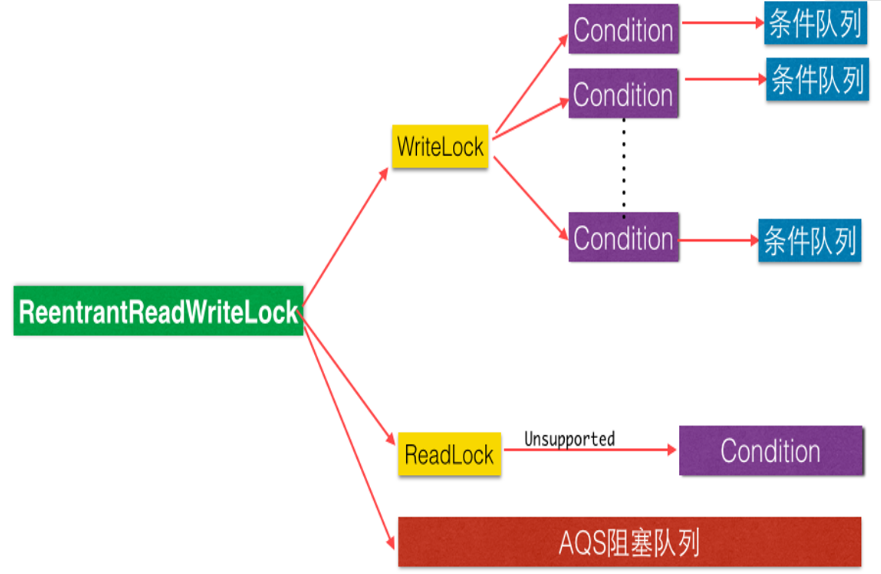 Condition
条件队列
Condition
条件队列
WriteLock
Condition
条件队列
ReentrantReadWriteLock
ReadLock
Unsupported
Condition
AQS阻塞队列